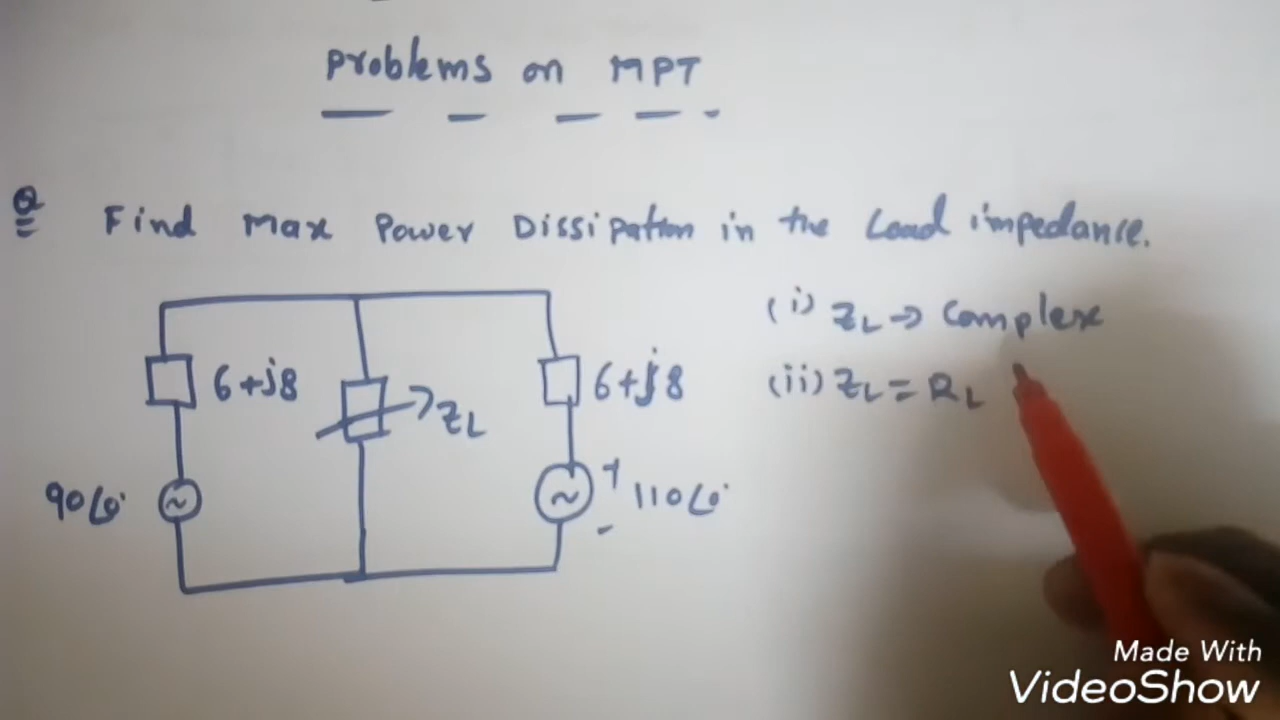 Problems on MPT
Q Find Max Power Dissipation in the Load impedance.
(i) ZL → Complex
(ii) ZL = RL
6+j8
ZL
6+j8
90∠0°
+
110∠0°
-
Made With
VideoShow